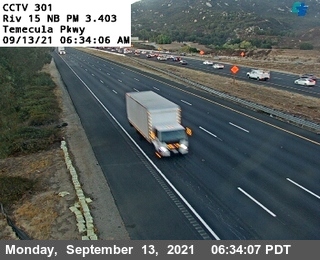 CCTV 301
Riv 15 NB PM 3.403
Temecula Pkwy
09/13/21 06:34:06 AM
Monday, September 13, 2021 06:34:07 PDT